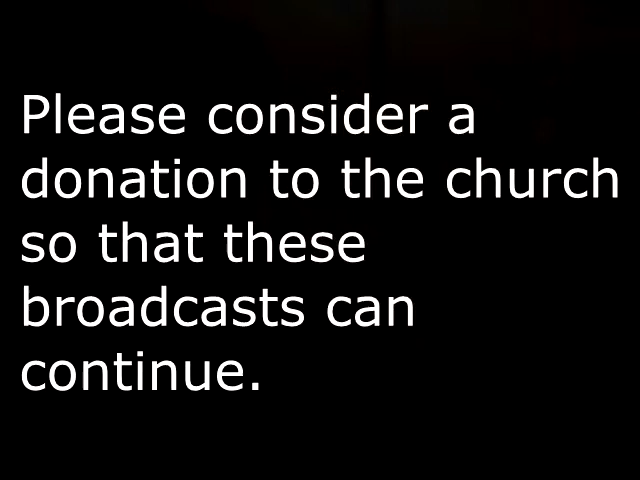 Please consider a
donation to the church
so that these
broadcasts can
continue.